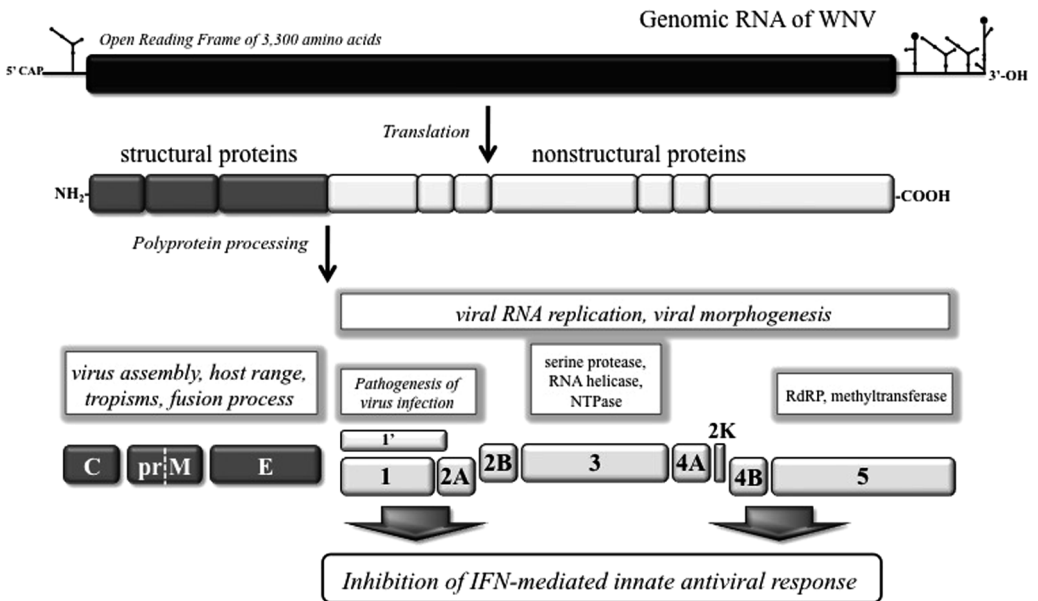 Genomic RNA of WNV
Open Reading Frame of 3,300 amino acids
5' CAP
3'-OH
Translation
structural proteins
nonstructural proteins
NH2-
-COOH
Polyprotein processing
viral RNA replication, viral morphogenesis
virus assembly, host range,
tropisms, fusion process
Pathogenesis of
virus infection
serine protease,
RNA helicase,
NTPase
RdRP, methyltransferase
C
pr M
E
1'
1
2A
2B
3
4A
2K
4B
5
Inhibition of IFN-mediated innate antiviral response